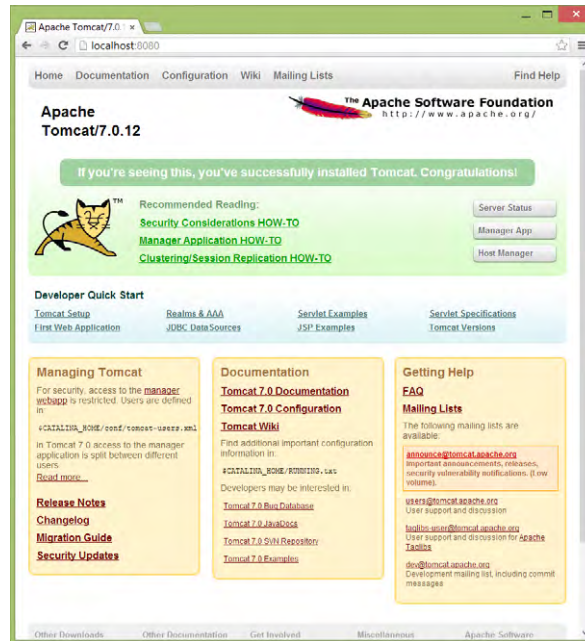 Apache Tomcat/7.0.
localhost:8080
Home Documentation Configuration Wiki Mailing Lists Find Help
Apache
Tomcat/7.0.12
The Apache Software Foundation
http://www.apache.org/
If you're seeing this, you've successfully installed Tomcat. Congratulations!
TM
Recommended Reading:
Security Considerations HOW-TO
Manager Application HOW-TO
Clustering/Session Replication HOW-TO
Server Status
Manager App
Host Manager
Developer Quick Start
Tomcat Setup Realms & AAA Servlet Examples Servlet Specifications
First Web Application JDBC DataSources JSP Examples Tomcat Versions
Managing Tomcat
For security, access to the manager
webapp is restricted. Users are defined
in:
$CATALINA_HOME/conf/tomcat-users.xml
In Tomcat 7.0 access to the manager
application is split between different
users.
Read more...
Release Notes
Changelog
Migration Guide
Security Updates
Documentation
Tomcat 7.0 Documentation
Tomcat 7.0 Configuration
Tomcat Wiki
Find additional important configuration
information in:
$CATALINA_HOME/RUNNING.txt
Developers may be interested in:
Tomcat 7.0 Bug Database
Tomcat 7.0 JavaDocs
Tomcat 7.0 SVN Repository
Tomcat 7.0 Examples
Getting Help
FAQ
Mailing Lists
The following mailing lists are
available:
announce@tomcat.apache.org
Important announcements, releases,
security vulnerability notifications. (Low
volume).
users@tomcat.apache.org
User support and discussion
taglibs-user@tomcat.apache.org
User support and discussion for Apache
Taglibs
dev@tomcat.apache.org
Development mailing list, including commit
messages
Other Downloads Other Documentation Get Involved Miscellaneous Apache Software